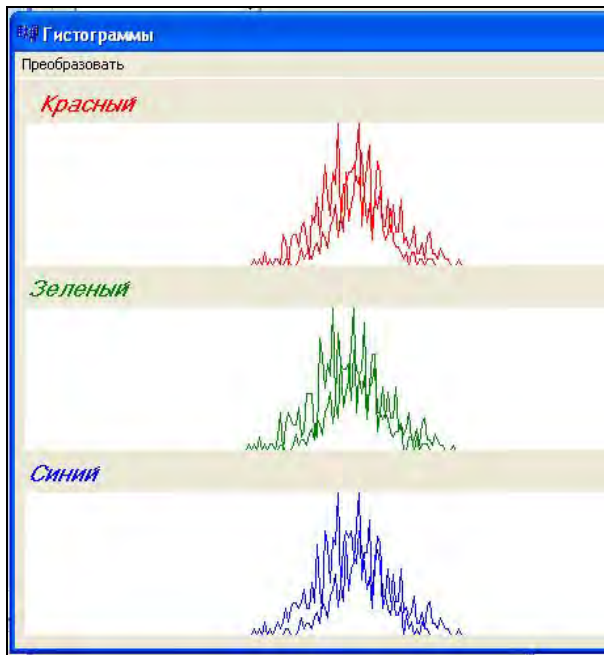 Гистограммы
Преобразовать
Красный
Зеленый
Синий